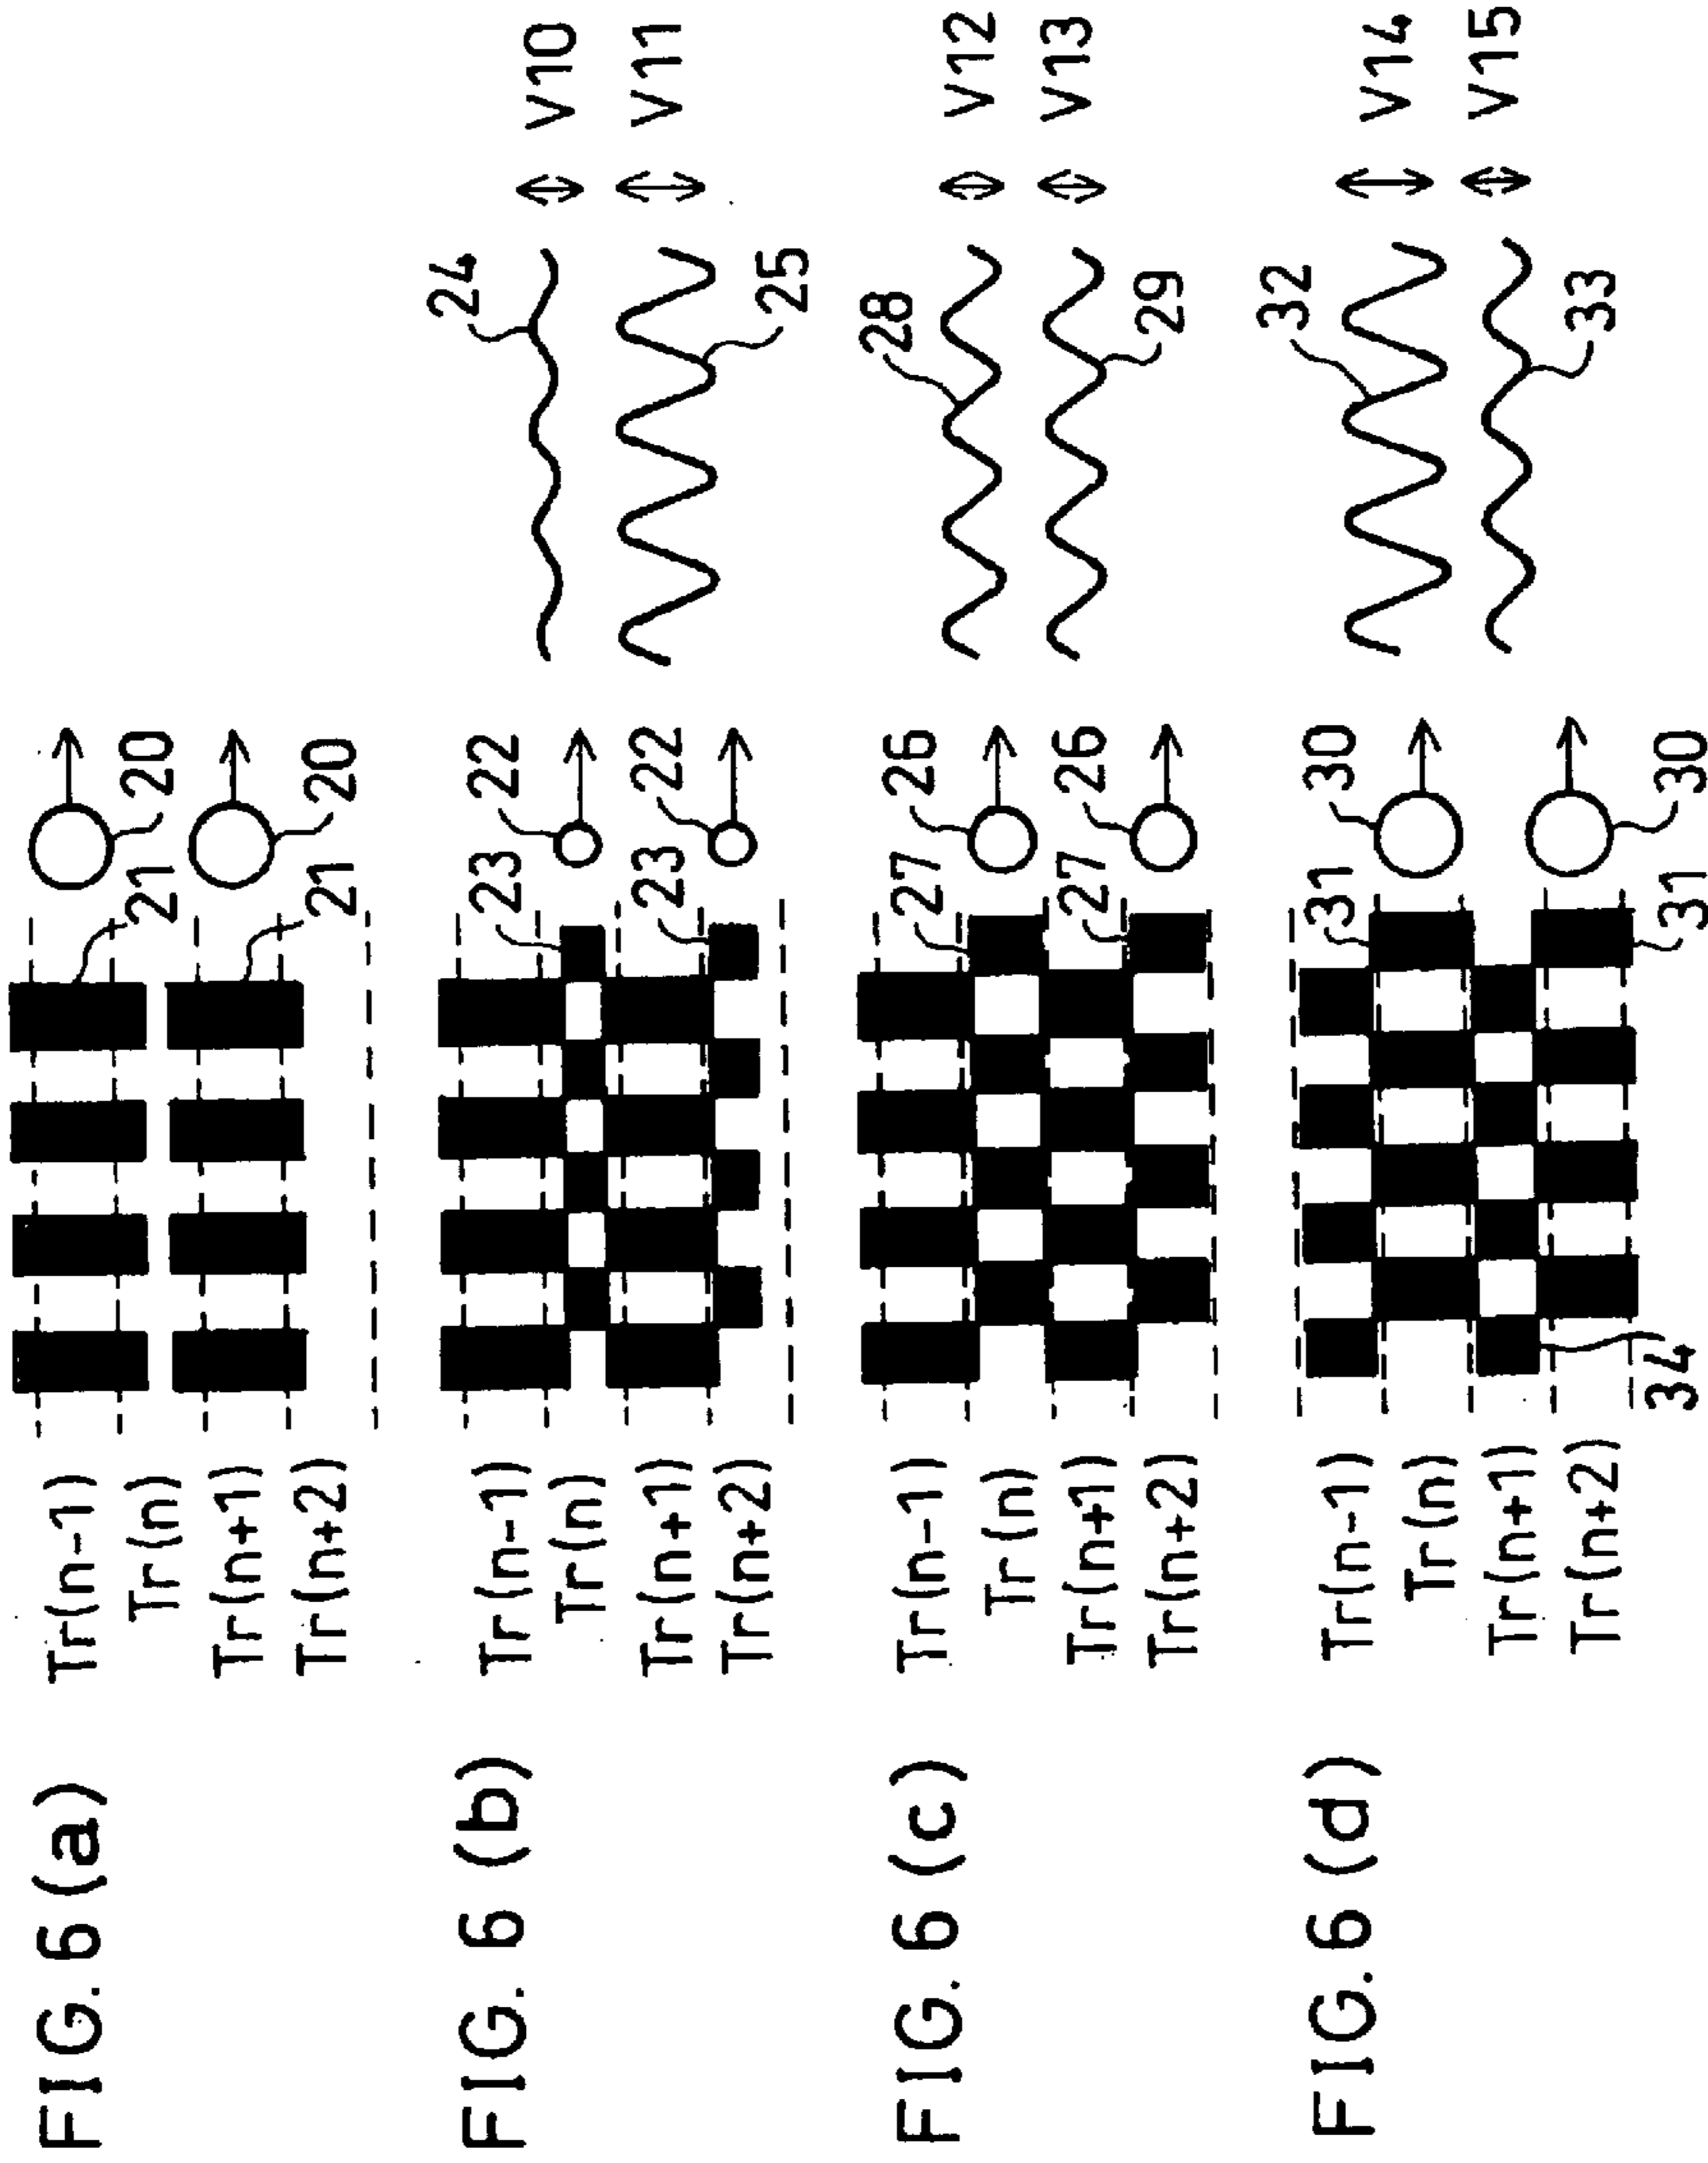 FIG. 6 (a)
Tr(n-1)
Tr(n)
Tr(n+1)
Tr(n+2)
21
20
21
20
FIG. 6 (b)
Tr(n-1)
Tr(n)
Tr(n+1)
Tr(n+2)
23
22
23
22
24
25
V10
V11
FIG. 6 (c)
Tr(n-1)
Tr(n)
Tr(n+1)
Tr(n+2)
27
26
27
26
28
29
V12
V13
FIG. 6 (d)
Tr(n-1)
Tr(n)
Tr(n+1)
Tr(n+2)
34
31
30
31
30
32
33
V14
V15